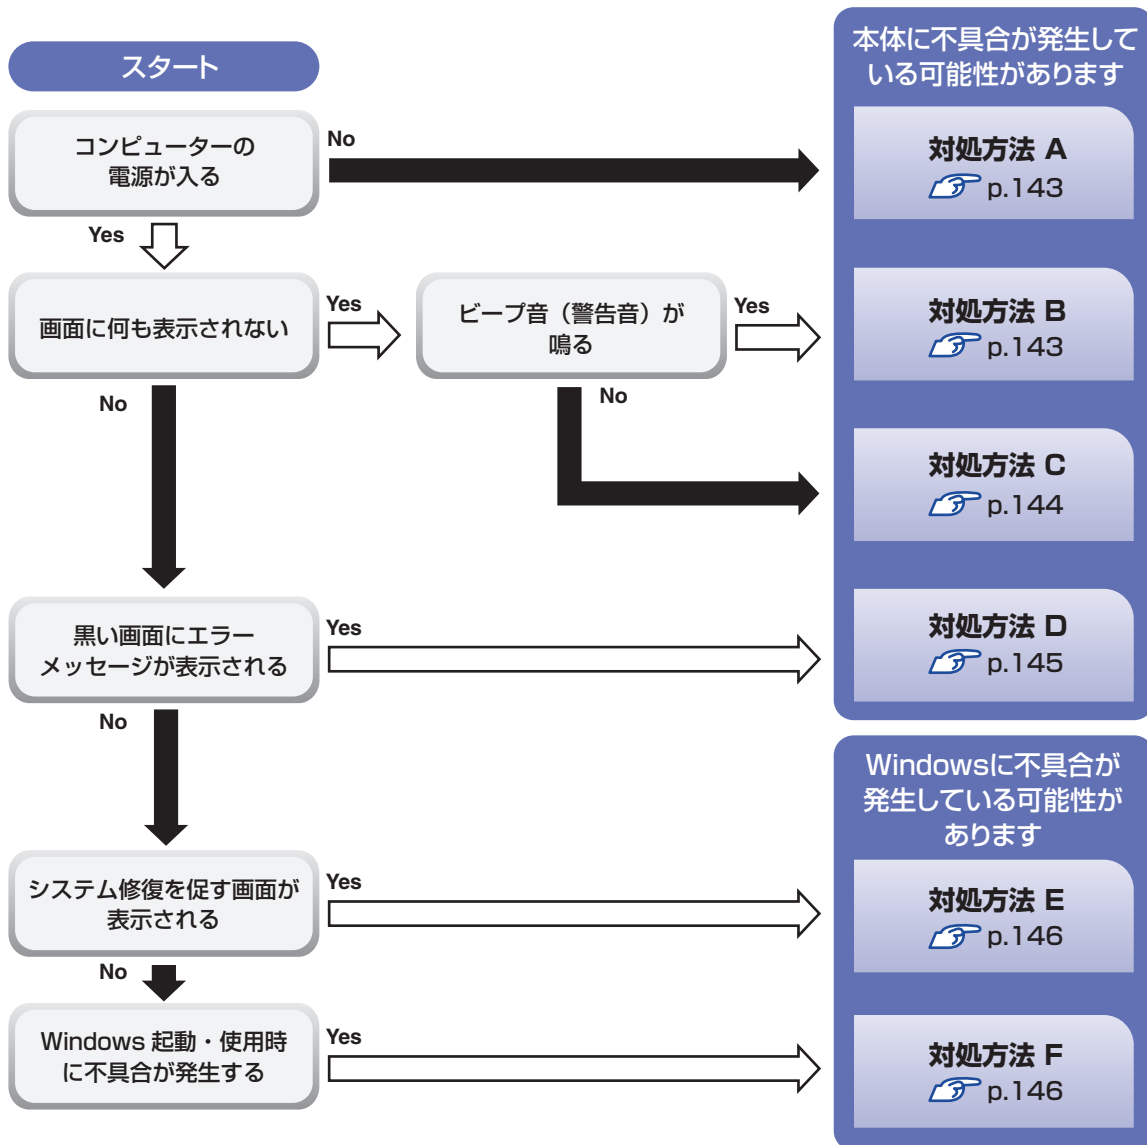 スタート
コンピューターの
電源が入る
No
Yes
画面に何も表示されない
Yes
ビープ音（警告音）が
鳴る
Yes
No
No
黒い画面にエラー
メッセージが表示される
Yes
No
システム修復を促す画面が
表示される
Yes
No
Windows 起動・使用時
に不具合が発生する
Yes
本体に不具合が発生して
いる可能性があります
対処方法 A
p.143
対処方法 B
p.143
対処方法 C
p.144
対処方法 D
p.145
Windowsに不具合が
発生している可能性が
あります
対処方法 E
p.146
対処方法 F
p.146